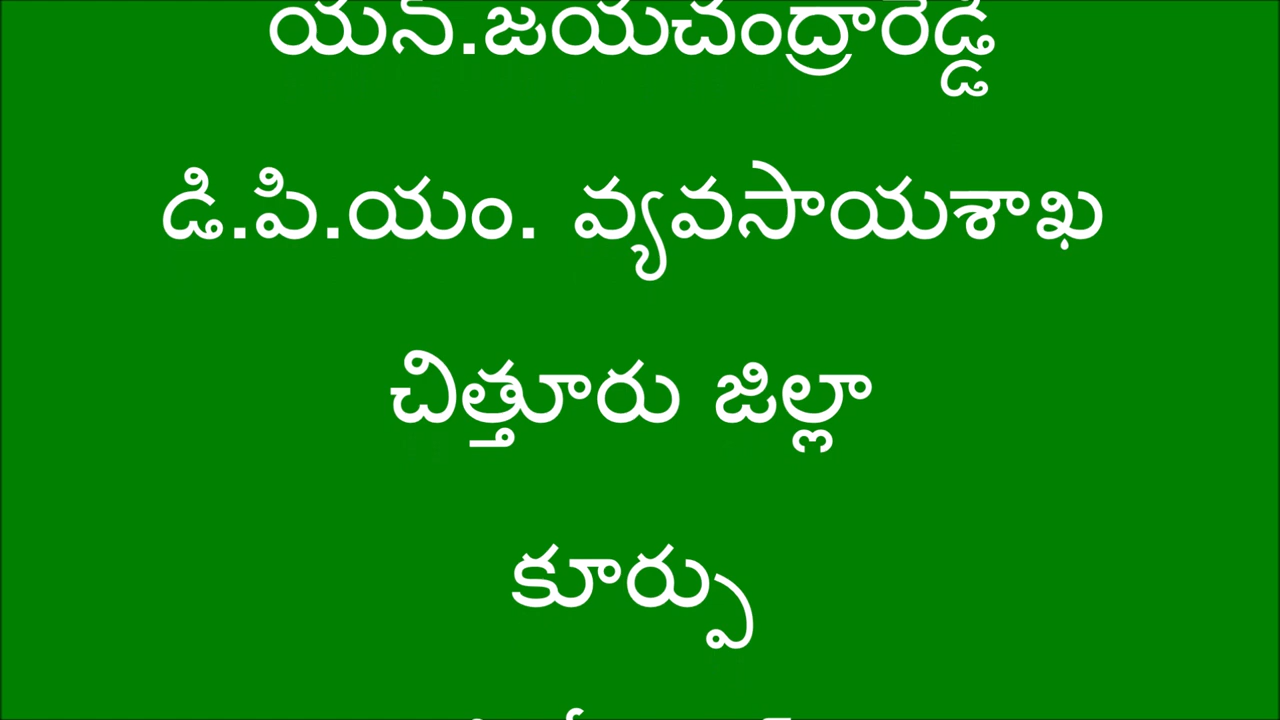 యన్.జయచంద్రారెడ్డి
డి.పి.యం. వ్యవసాయశాఖ
చిత్తూరు జిల్లా
కూర్పు